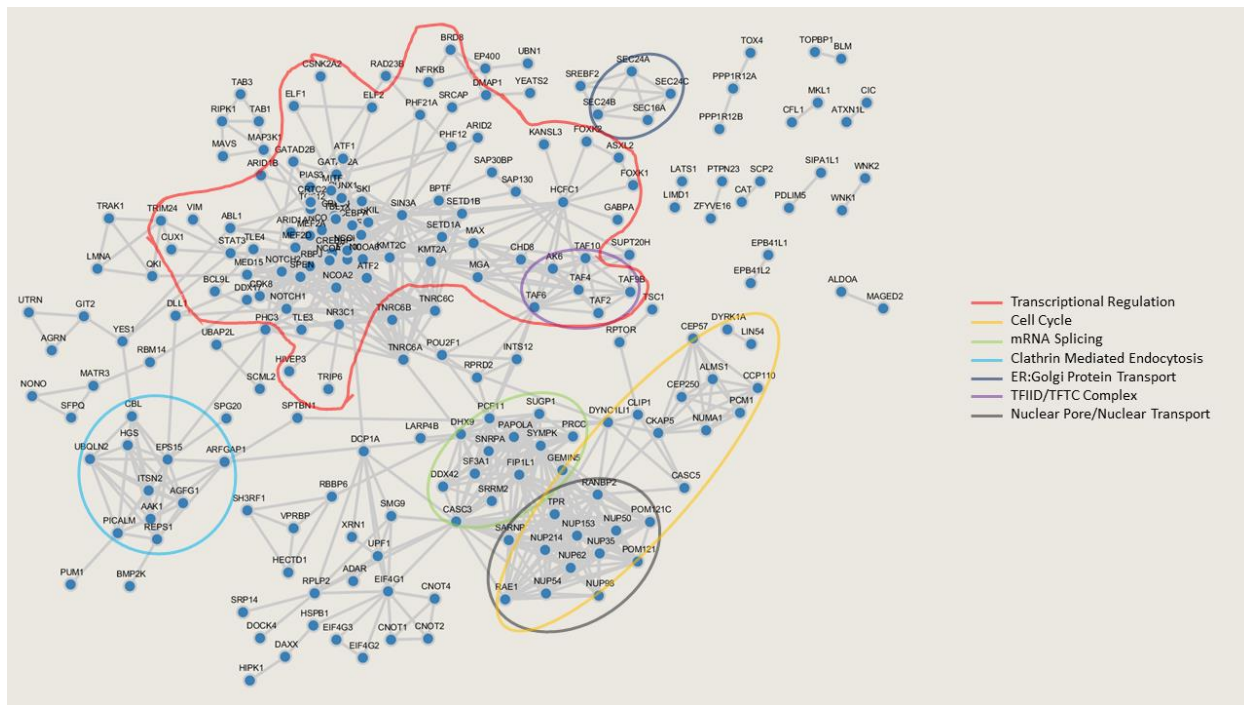 BRD8
TOX4
TOPBP1
BLM
UBN1
EP400
CSNK2A2
RAD23B
NFRKB
DMAP1
YEATS2
SREBF2
SEC24A
SEC24C
SEC24B
SEC16A
PPP1R12A
PPP1R12B
MKL1
CIC
CFL1
ATXN1L
TAB3
RIPK1
TAB1
ELF1
ELF2
PHF21A
SRCAP
MAVS
MAP3K1
ARID1B
GATAD2B
ATF1
PHF12
ARID2
KANSL3
FOXK2
ASXL2
SAP30BP
SAP130
HCFC1
FOXK1
GABPA
LATS1
PTPN23
SCP2
SIPA1L1
WNK2
LIMD1
ZFYVE16
CAT
PDLIM5
WNK1
PIAS3
MITF
CRTC2
SKI
SIN3A
BPTF
SETD1B
SETD1A
MAX
TRAK1
TRIM24
VIM
ABL1
CUX1
STAT3
TLE4
MEF2D
LMNA
QKI
MED15
NOTCH2
RBPJ
SPEN
NCOA2
ATF2
KMT2C
KMT2A
MGA
CHD8
TAF10
SUPT20H
AK6
TAF4
TAF9B
TAF6
TAF2
TSC1
EPB41L1
EPB41L2
ALDOA
MAGED2
BCL9L
DDX17
CDK8
NOTCH1
UTRN
GIT2
AGRN
YES1
DLL1
RBM14
UBAP2L
PHC3
TLE3
NR3C1
TNRC6B
TNRC6C
TNRC6A
POU2F1
INTS12
RPRD2
RPTOR
CEP57
DYRK1A
LIN54
NONO
MATR3
SFPQ
SCML2
HIVEP3
TRIP6
ALMS1
CEP250
CCP110
PCM1
NUMA1
Transcriptional Regulation
Cell Cycle
mRNA Splicing
Clathrin Mediated Endocytosis
ER:Golgi Protein Transport
TFIID/TFTC Complex
Nuclear Pore/Nuclear Transport
CBL
HGS
UBQLN2
EPS15
ARFGAP1
ITSN2
AGFG1
AAK1
PICALM
REPS1
SPG20
SPTBN1
DCP1A
LARP4B
DHX9
PCF11
SUGP1
PAPOLA
PRCC
SNRPA
SYMPK
SF3A1
FIP1L1
GEMIN5
DDX42
SRRM2
CASC3
DYNC1LI1
CLIP1
CKAP5
CASC5
SH3RF1
RBBP6
SMG9
VPRBP
XRN1
UPF1
HECTD1
ADAR
RPLP2
EIF4G1
CNOT4
RANBP2
TPR
POM121C
SARNP
NUP153
NUP50
NUP214
NUP35
POM121
NUP62
RAE1
NUP54
NUP98
PUM1
BMP2K
SRP14
HSPB1
DOCK4
EIF4G3
CNOT1
CNOT2
DAXX
EIF4G2
HIPK1